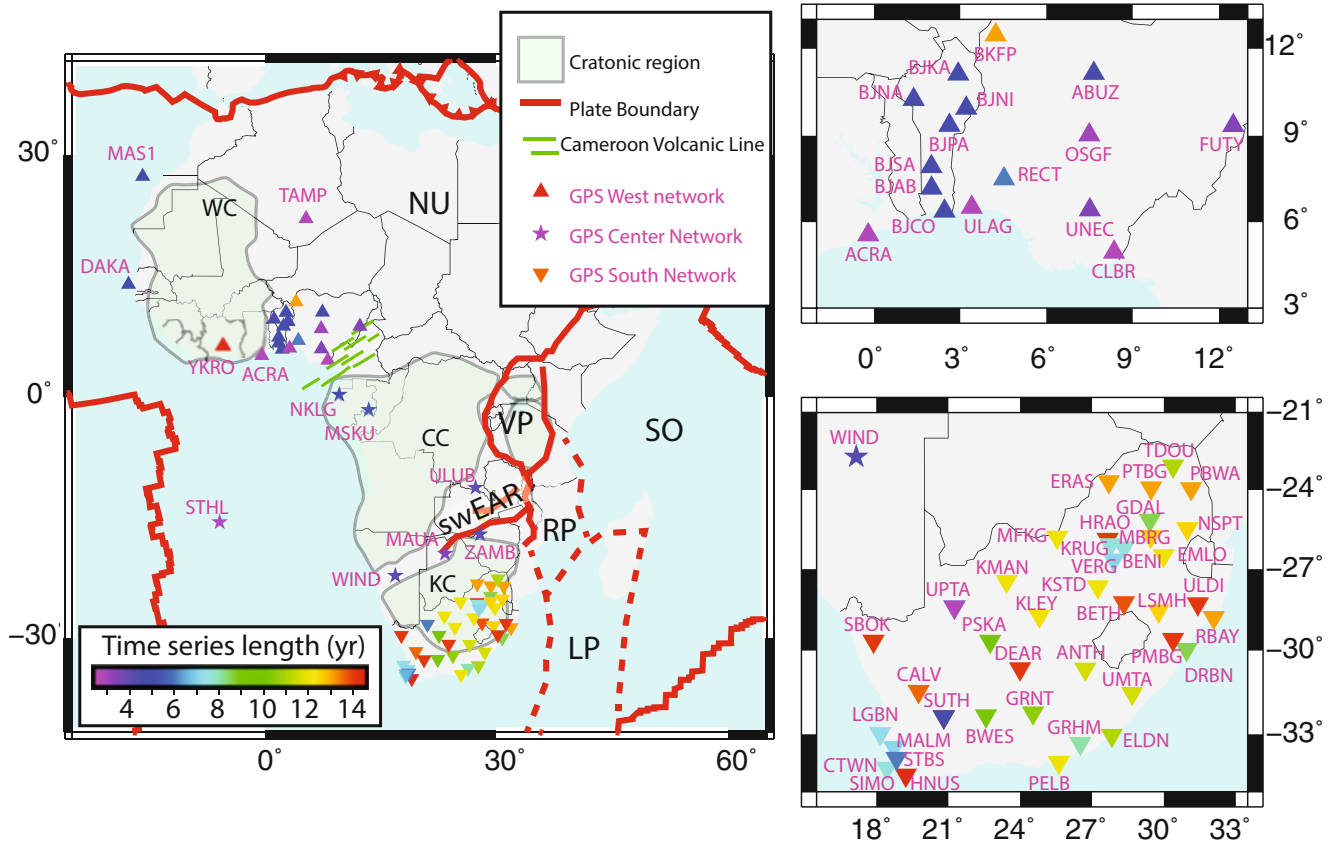 Cratonic region
Plate Boundary
Cameroon Volcanic Line
GPS West network
GPS Center Network
GPS South Network
30°
0°
−30°
0°
30°
60°
MAS1
TAMP
NU
WC
DAKA
YKRO
ACRA
NKLG
MSKU
CC
VP
SO
ULUB
swEAR
STHL
RP
MAUA
ZAMB
WIND
KC
LP
Time series length (yr)
4 6 8 10 12 14
BKFP
BJKA
ABUZ
BJNA
BJNI
BJPA
OSGF
FUTY
BJSA
RECT
BJAB
BJCO
ULAG
UNEC
ACRA
CLBR
12°
9°
6°
3°
0° 3° 6° 9° 12°
WIND
TDOU
PTBG
PBWA
ERAS
GDAL
HRAO
MBRG
NSPT
MFKG
KRUG
VERG
BENI
EMLO
KMAN
KSTD
ULDI
UPTA
KLEY
BETH
LSMH
SBOK
PSKA
RBAY
DEAR
ANTH
PMBG
DRBN
CALV
UMTA
SUTH
GRNT
LGBN
BWES
GRHM
ELDN
MALM
CTWN
STBS
SIMO
HNUS
PELB
−21°
−24°
−27°
−30°
−33°
18° 21° 24° 27° 30° 33°